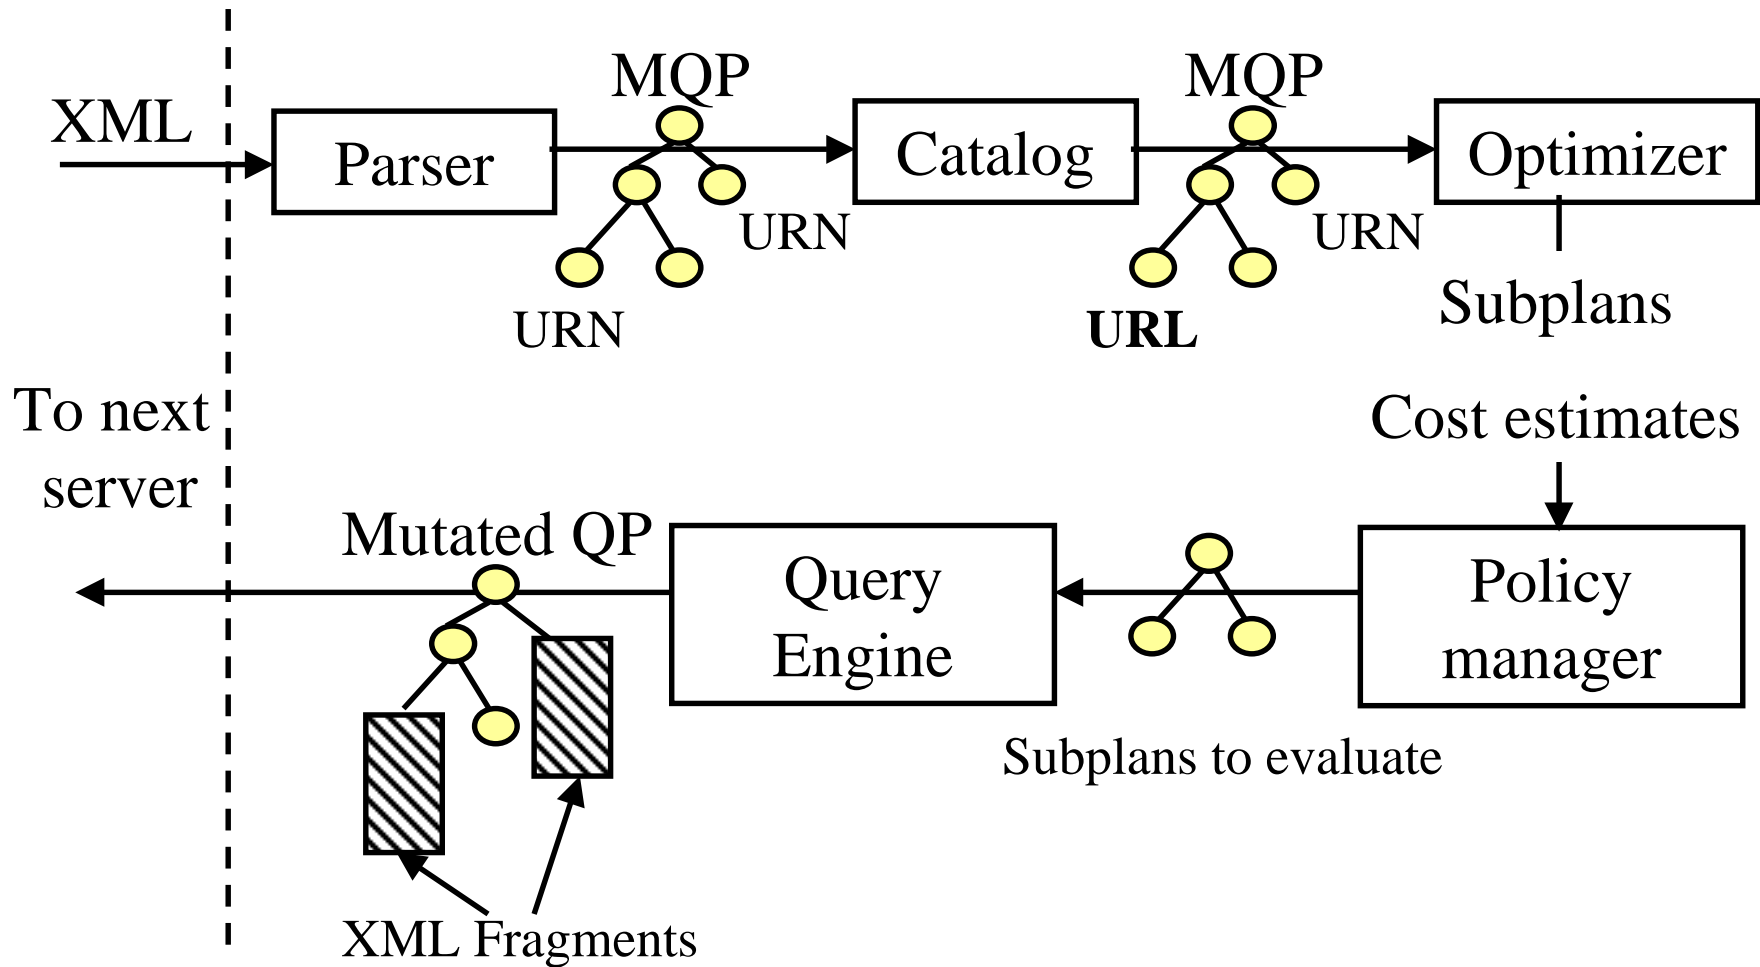 MQP
MQP
XML
Parser
Catalog
Optimizer
URN
URN
URN
URL
Subplans
To next
server
Cost estimates
Mutated QP
Query
Engine
Policy
manager
Subplans to evaluate
XML Fragments